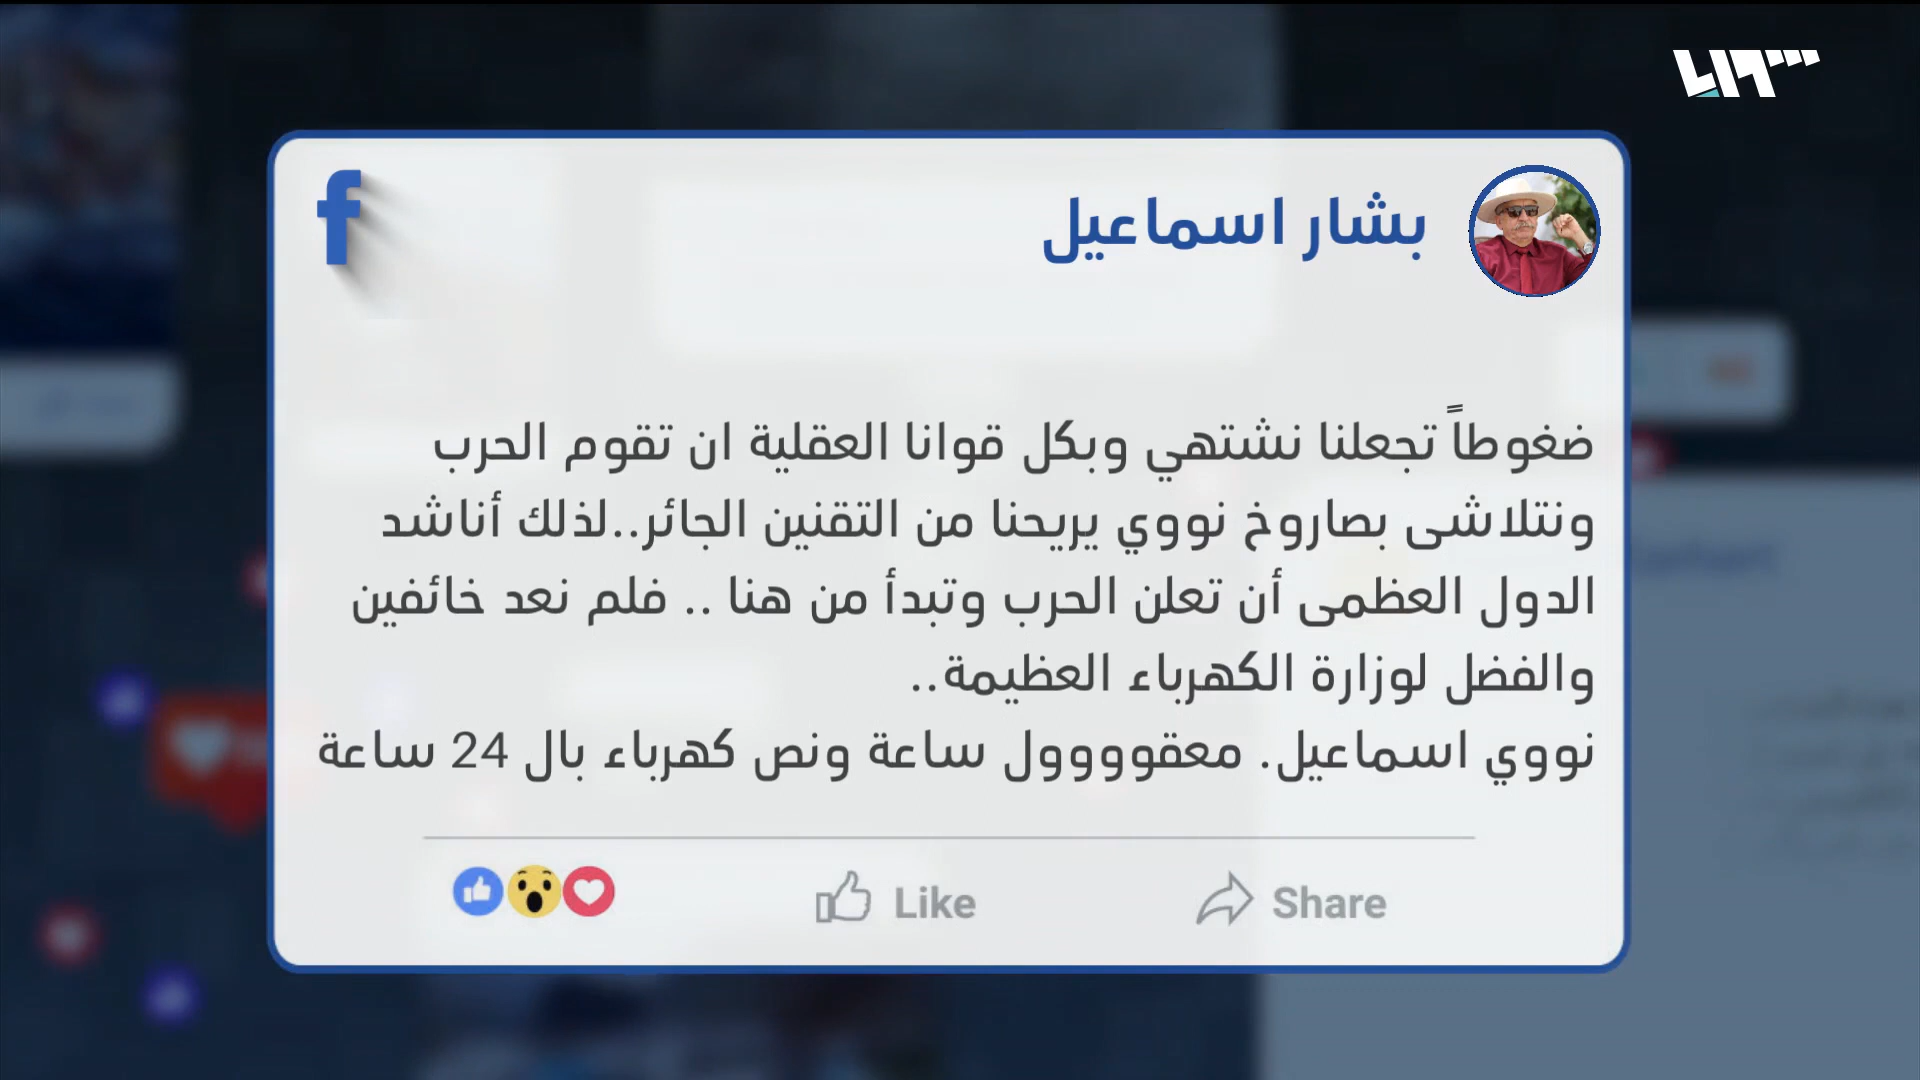 بشار اسماعيل
ضغوطاً تجعلنا نشتهي وبكل قوانا العقلية ان تقوم الحرب
ونتلاشى بصاروخ نووي يريحنا من التقنين الجائر..لذلك أناشد
الدول العظمى أن تعلن الحرب وتبدأ من هنا .. فلم نعد خائفين
والفضل لوزارة الكهرباء العظيمة..
نووي اسماعيل. معقوووول ساعة ونص كهرباء بال 24 ساعة
Like
Share